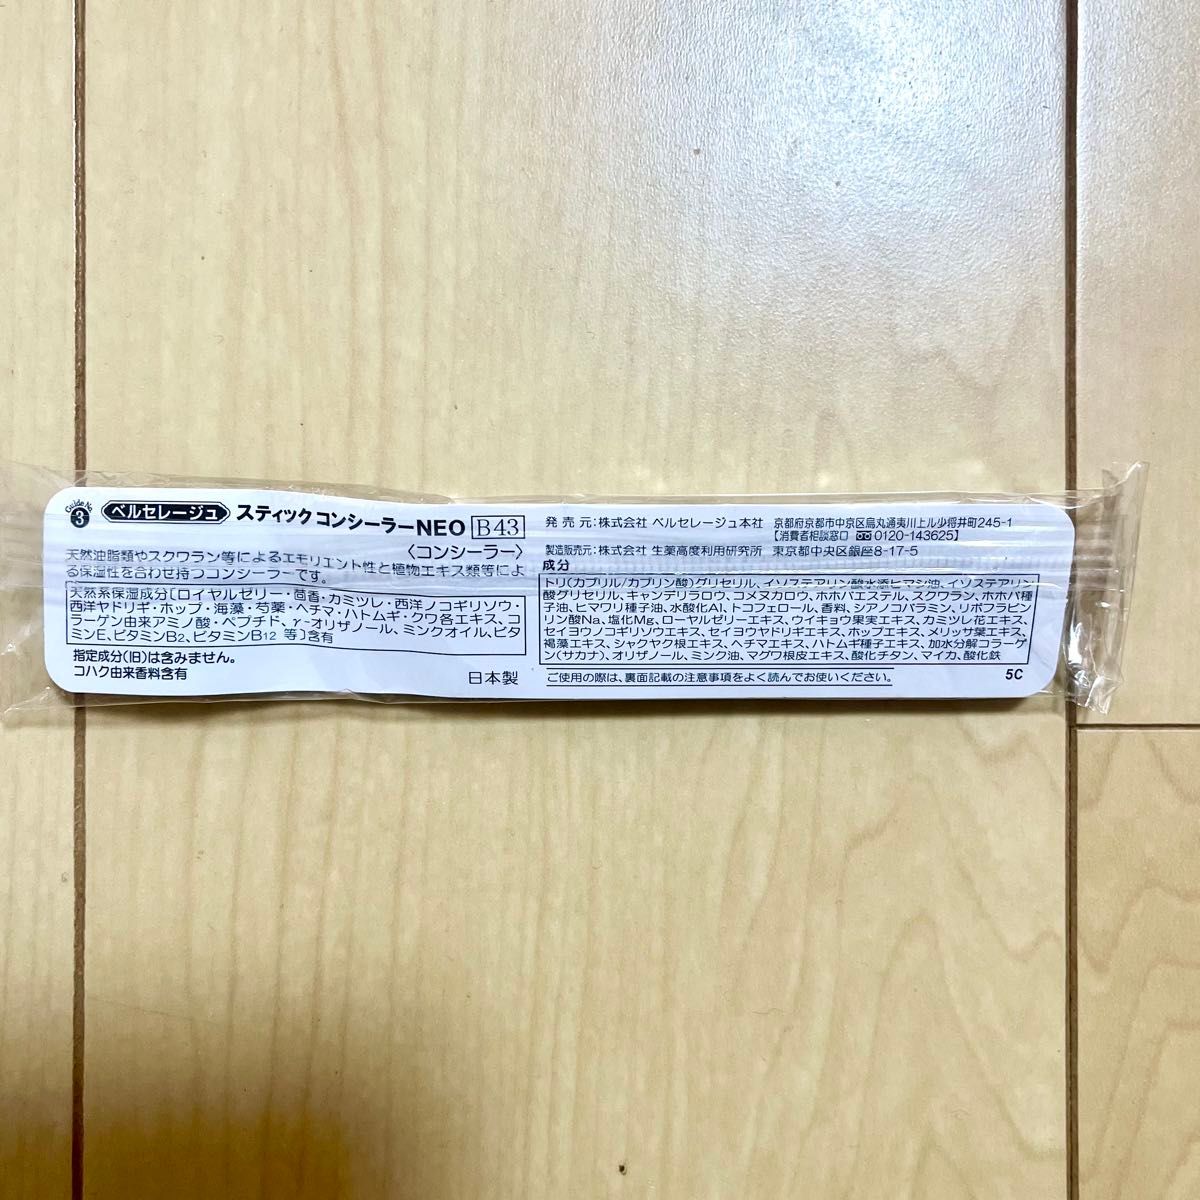 Guide No.
3
ベルセレージュ スティック コンシーラーNEO B43
〈コンシーラー〉
天然油脂類やスクワラン等によるエモリエント性と植物エキス類等によ
る保湿性を合わせ持つコンシーラーです。
天然系保湿成分〔ロイヤルゼリー・茴香・カミツレ・西洋ノコギリソウ・
西洋ヤドリギ・ホップ・海藻・芍薬・ヘチマ・ハトムギ・クワ各エキス、コ
ラーゲン由来アミノ酸・ペプチド、γ-オリザノール、ミンクオイル、ビタ
ミンE、ビタミンB2、ビタミンB12 等〕含有
指定成分(旧)は含みません。
コハク由来香料含有
日本製
発 売 元：株式会社 ベルセレージュ本社 京都府京都市中京区烏丸通夷川上ル少将井町245-1
【消費者相談窓口 0120-143625】
製造販売元：株式会社 生薬高度利用研究所 東京都中央区銀座8-17-5
成分
トリ(カプリル/カプリン酸)グリセリル、イソステアリン酸水添ヒマシ油、イソステアリン
酸グリセリル、キャンデリラロウ、コメヌカロウ、ホホバエステル、スクワラン、ホホバ種
子油、ヒマワリ種子油、水酸化Al、トコフェロール、香料、シアノコバラミン、リボフラビン
リン酸Na、塩化Mg、ローヤルゼリーエキス、ウイキョウ果実エキス、カミツレ花エキス、
セイヨウノコギリソウエキス、セイヨウヤドリギエキス、ホップエキス、メリッサ葉エキス、
褐藻エキス、シャクヤク根エキス、ヘチマエキス、ハトムギ種子エキス、加水分解コラーゲ
ン(サカナ)、オリザノール、ミンク油、マグワ根皮エキス、酸化チタン、マイカ、酸化鉄
ご使用の際は、裏面記載の注意事項をよく読んでお使いください。
5C